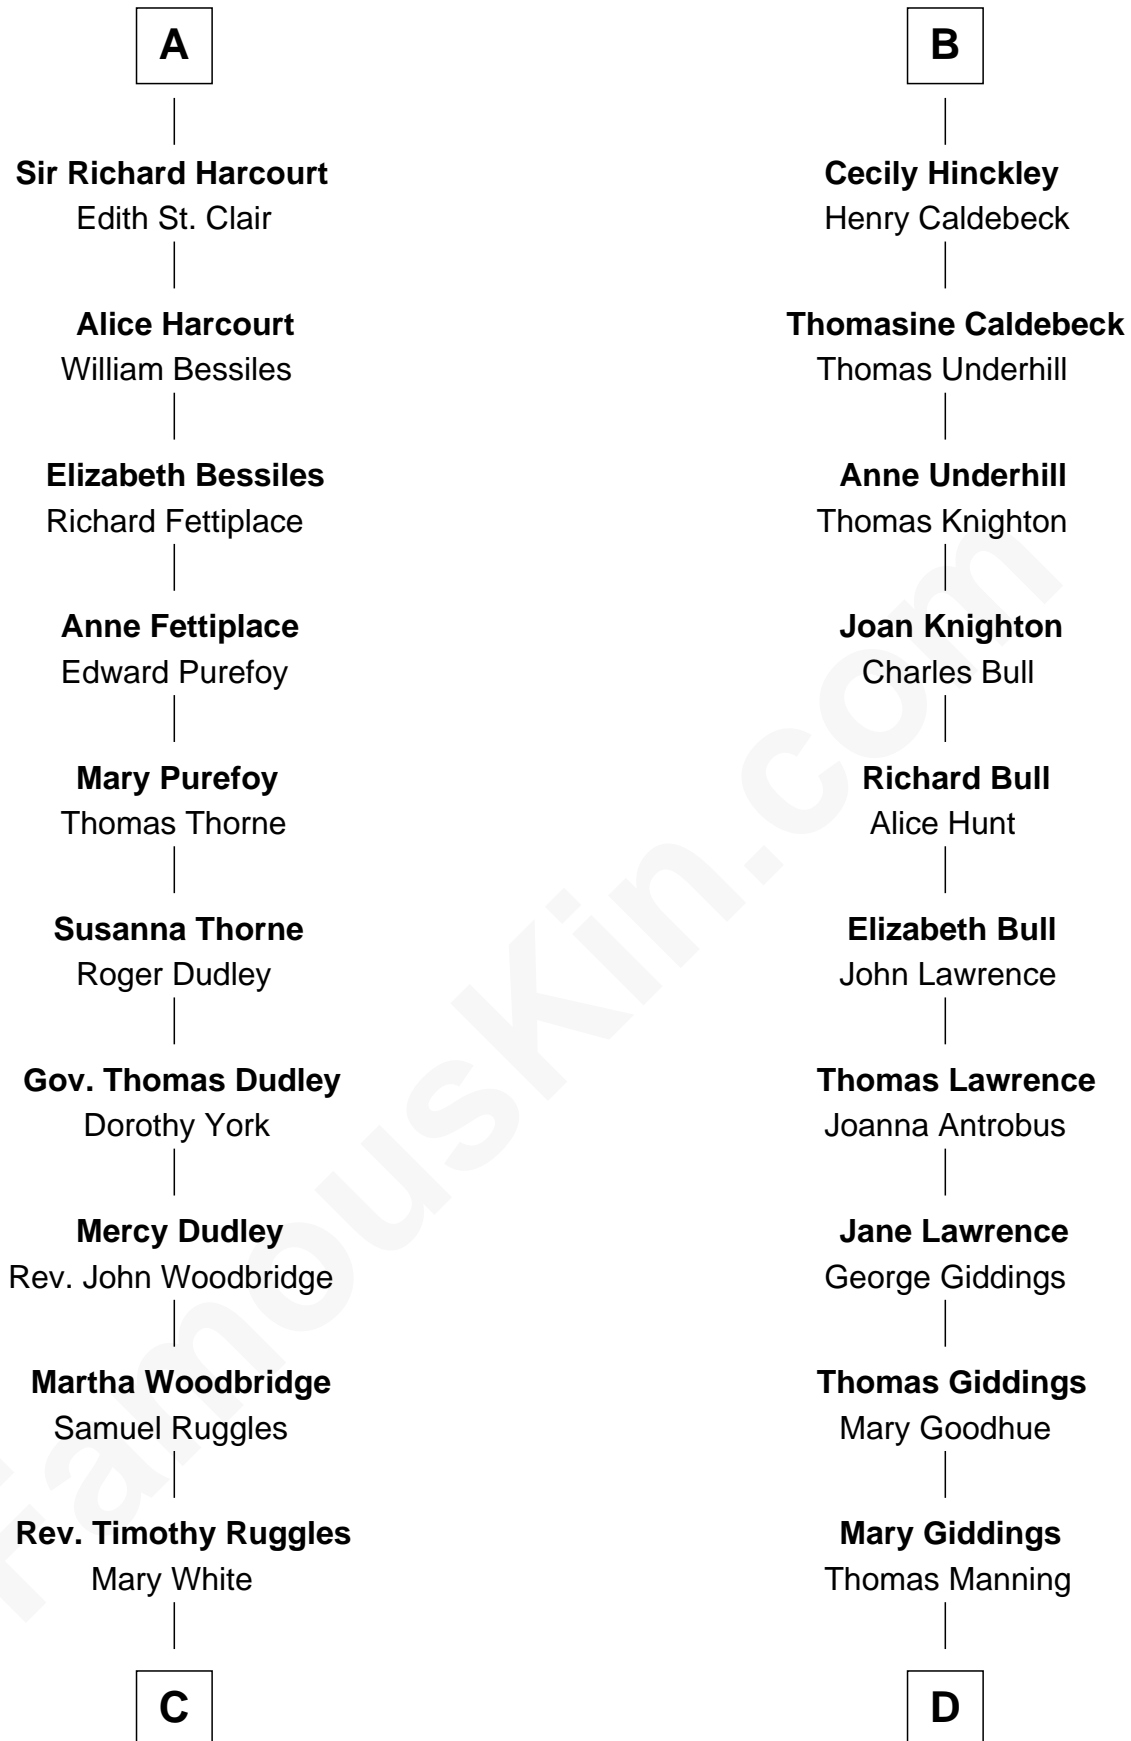 A
Sir Richard Harcourt
Edith St. Clair
Alice Harcourt
William Bessiles
Elizabeth Bessiles
Richard Fettiplace
Anne Fettiplace
Edward Purefoy
Mary Purefoy
Thomas Thorne
Susanna Thorne
Roger Dudley
Gov. Thomas Dudley
Dorothy York
Mercy Dudley
Rev. John Woodbridge
Martha Woodbridge
Samuel Ruggles
Rev. Timothy Ruggles
Mary White
C
B
Cecily Hinckley
Henry Caldebeck
Thomasine Caldebeck
Thomas Underhill
Anne Underhill
Thomas Knighton
Joan Knighton
Charles Bull
Richard Bull
Alice Hunt
Elizabeth Bull
John Lawrence
Thomas Lawrence
Joanna Antrobus
Jane Lawrence
George Giddings
Thomas Giddings
Mary Goodhue
Mary Giddings
Thomas Manning
D
FamousKin.com